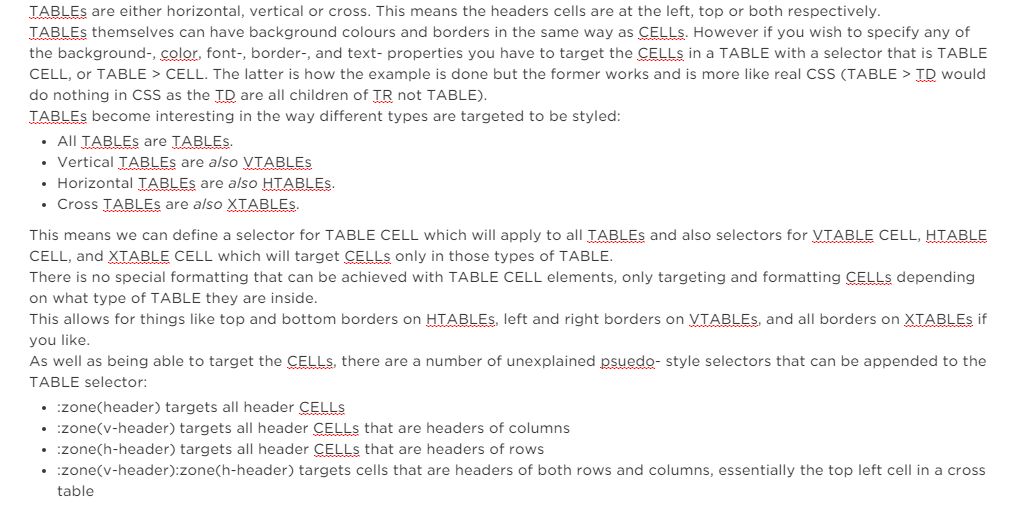 TABLEs are either horizontal, vertical or cross. This means the headers cells are at the left, top or both respectively.
TABLEs themselves can have background colours and borders in the same way as CELLs. However if you wish to specify any of
the background-, color, font-, border-, and text- properties you have to target the CELLs in a TABLE with a selector that is TABLE
CELL, or TABLE > CELL. The latter is how the example is done but the former works and is more like real CSS (TABLE > TD would
do nothing in CSS as the TD are all children of TR not TABLE).
TABLEs become interesting in the way different types are targeted to be styled:
• All TABLEs are TABLEs.
• Vertical TABLEs are also VTABLEs
• Horizontal TABLEs are also HTABLEs.
• Cross TABLEs are also XTABLEs.
This means we can define a selector for TABLE CELL which will apply to all TABLEs and also selectors for VTABLE CELL, HTABLE
CELL, and XTABLE CELL which will target CELLs only in those types of TABLE.
There is no special formatting that can be achieved with TABLE CELL elements, only targeting and formatting CELLs depending
on what type of TABLE they are inside.
This allows for things like top and bottom borders on HTABLEs, left and right borders on VTABLEs, and all borders on XTABLEs if
you like.
As well as being able to target the CELLs, there are a number of unexplained psuedo- style selectors that can be appended to the
TABLE selector:
• :zone(header) targets all header CELLs
• :zone(v-header) targets all header CELLs that are headers of columns
• :zone(h-header) targets all header CELLs that are headers of rows
• :zone(v-header):zone(h-header) targets cells that are headers of both rows and columns, essentially the top left cell in a cross
table